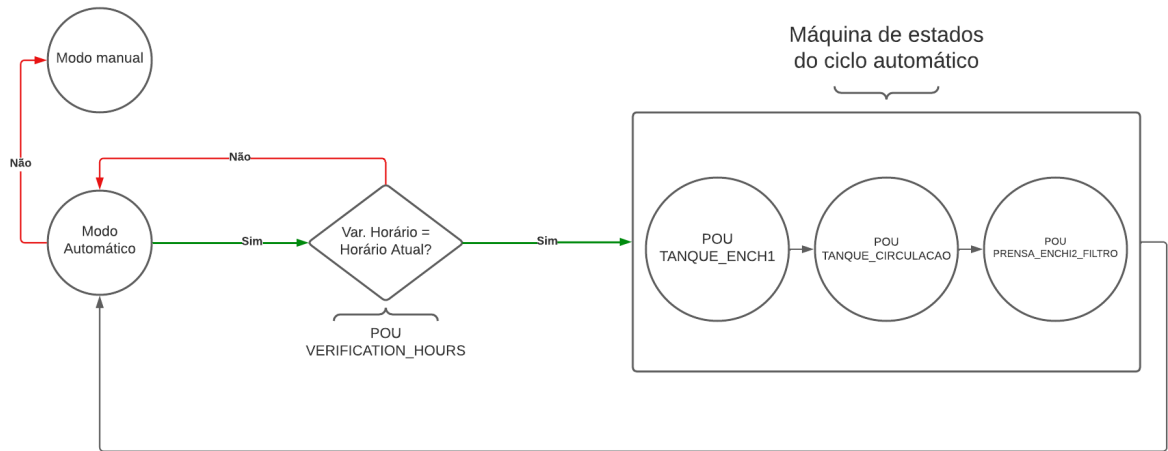 Modo manual
Máquina de estados
do ciclo automático
Não
Não
Modo
Automático
Sim
Var. Horário =
Horário Atual?
Sim
POU
VERIFICATION_HOURS
POU
TANQUE_ENCH1
POU
TANQUE_CIRCULACAO
POU
PRENSA_ENCHI2_FILTRO